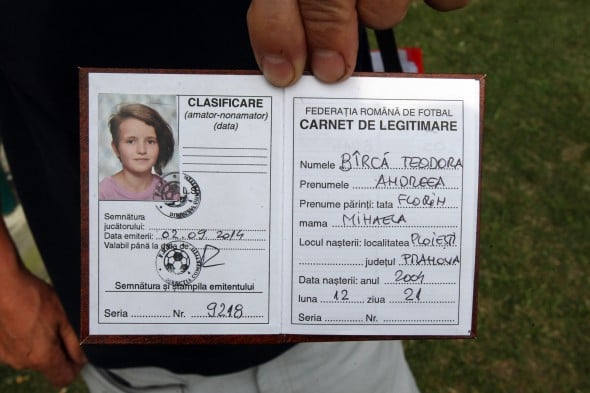 CLASIFICARE
(amator-nonamator)
(data)
Semnătura
jucătorului:
Data emiterii: 02.09.2014
Valabil până la data de
Semnătura și ștampila emitentului
Seria Nr. 9218
FEDERAȚIA ROMÂNĂ DE FOTBAL
CARNET DE LEGITIMARE
Numele BÎRCĂ TEODORA
Prenumele ANDREEA
Prenume părinți: tata FLORIN
mama MIHAELA
Locul nașterii: localitatea PLOIEȘTI
județul PRAHOVA
Data nașterii: anul 2004
luna 12 ziua 21
Seria Nr.